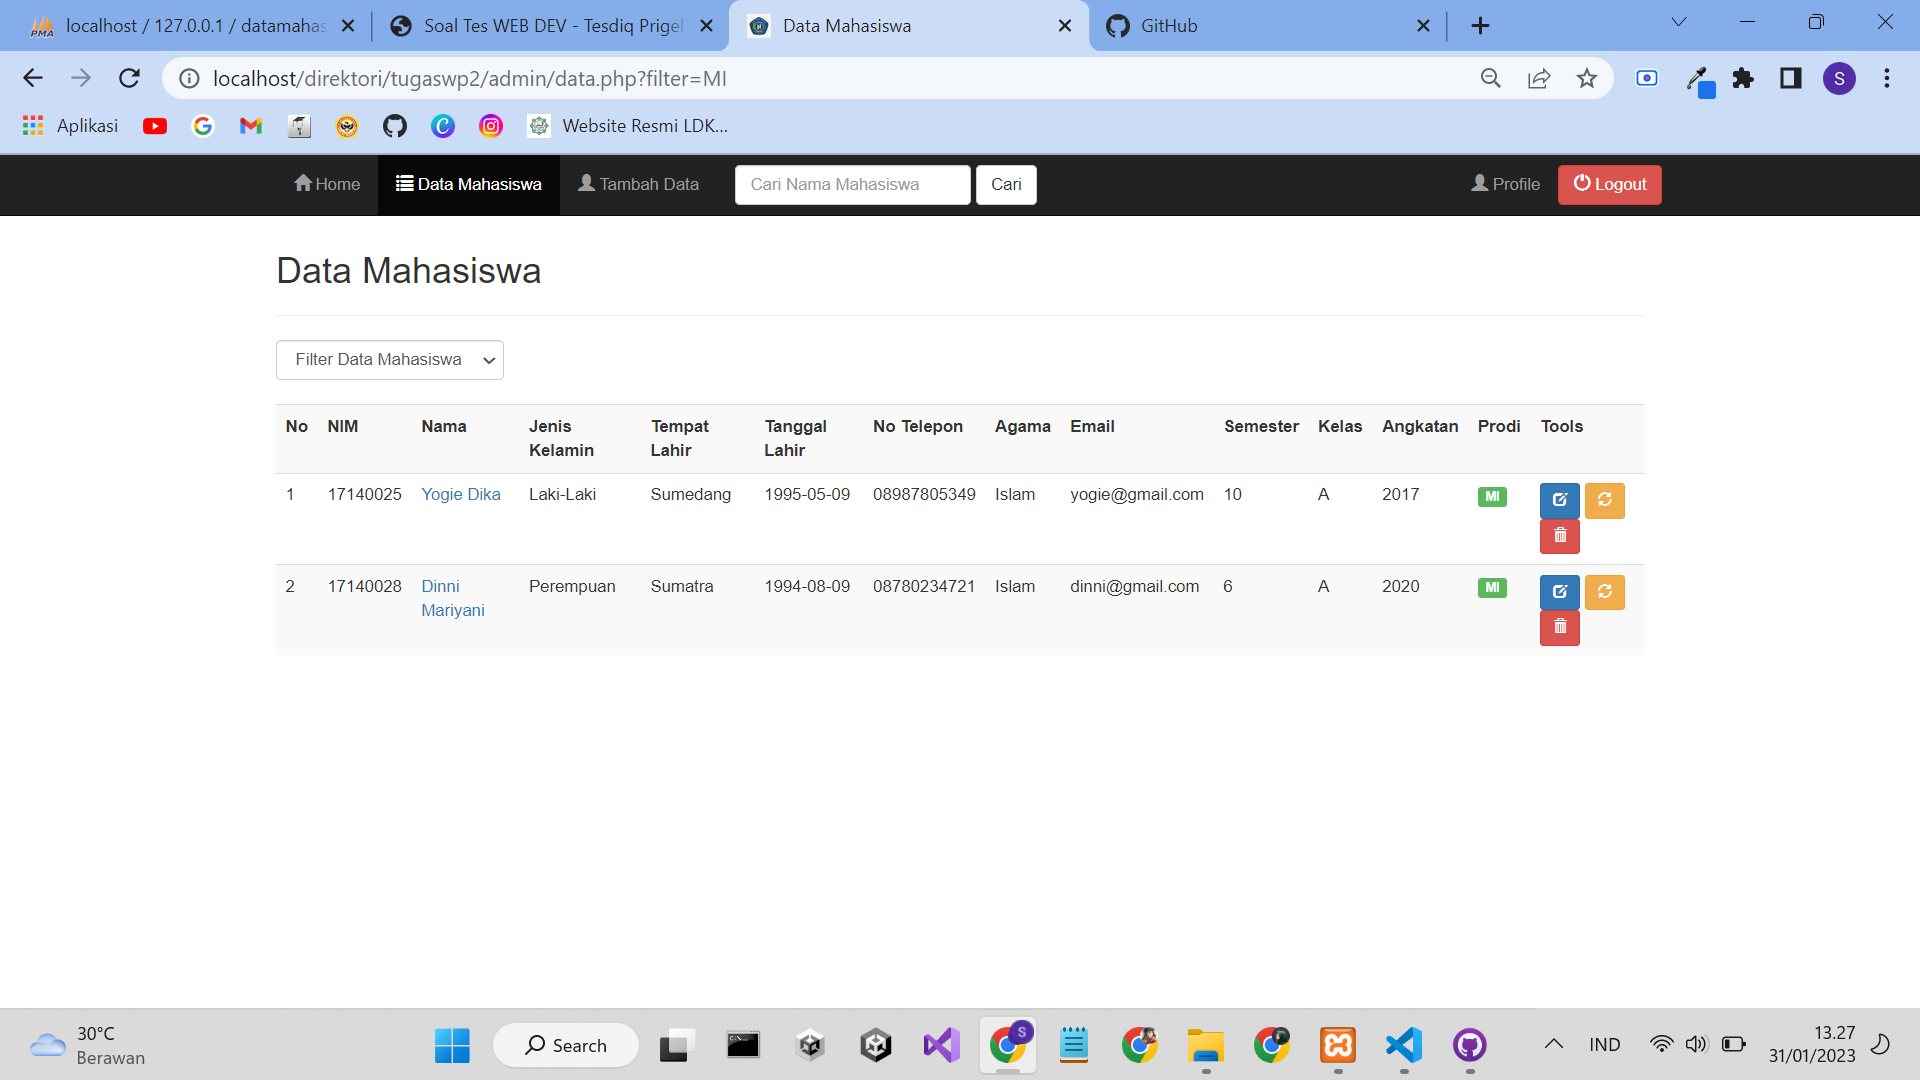 localhost / 127.0.0.1 / datamahas
Soal Tes WEB DEV - Tesdiq Prigel
Data Mahasiswa
GitHub
localhost/direktori/tugaswp2/admin/data.php?filter=MI
S
Aplikasi
Website Resmi LDK...
Home
Data Mahasiswa
Tambah Data
Cari Nama Mahasiswa
Cari
Profile
Logout
Data Mahasiswa
Filter Data Mahasiswa
No NIM Nama Jenis Kelamin Tempat Lahir Tanggal Lahir No Telepon Agama Email Semester Kelas Angkatan Prodi Tools
1 17140025 Yogie Dika Laki-Laki Sumedang 1995-05-09 08987805349 Islam yogie@gmail.com 10 A 2017 MI
2 17140028 Dinni Mariyani Perempuan Sumatra 1994-08-09 08780234721 Islam dinni@gmail.com 6 A 2020 MI
30°C
Berawan
Search
S
IND
13.27
31/01/2023